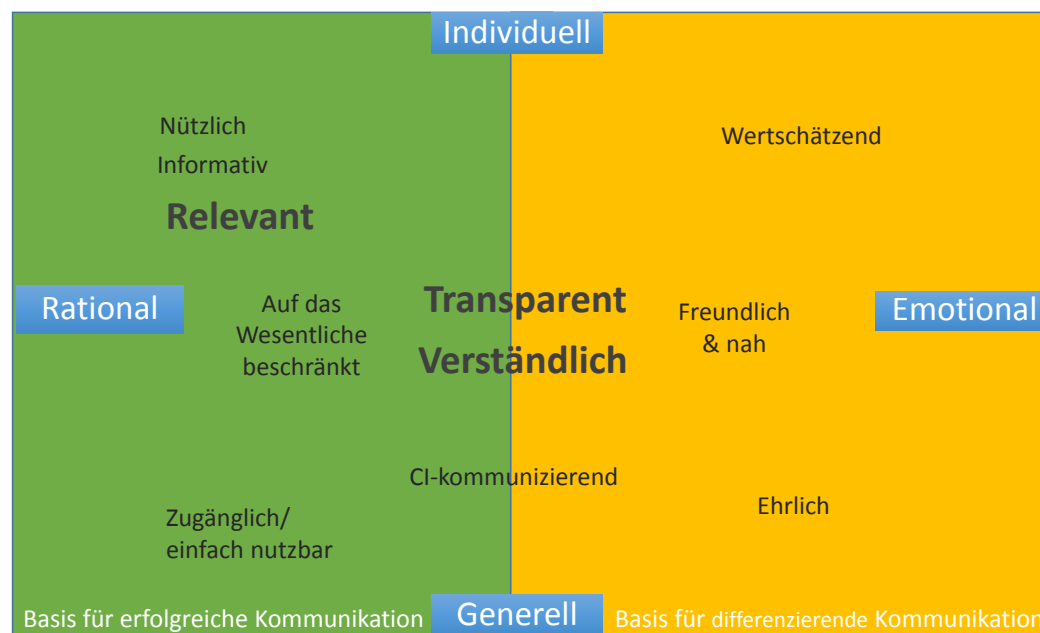 Individuell
Nützlich
Informativ
Wertschätzend
Relevant
Rational
Auf das
Wesentliche
beschränkt
Transparent
Verständlich
Freundlich
& nah
Emotional
CI-kommunizierend
Zugänglich/
einfach nutzbar
Ehrlich
Basis für erfolgreiche Kommunikation
Generell
Basis für differenzierende Kommunikation